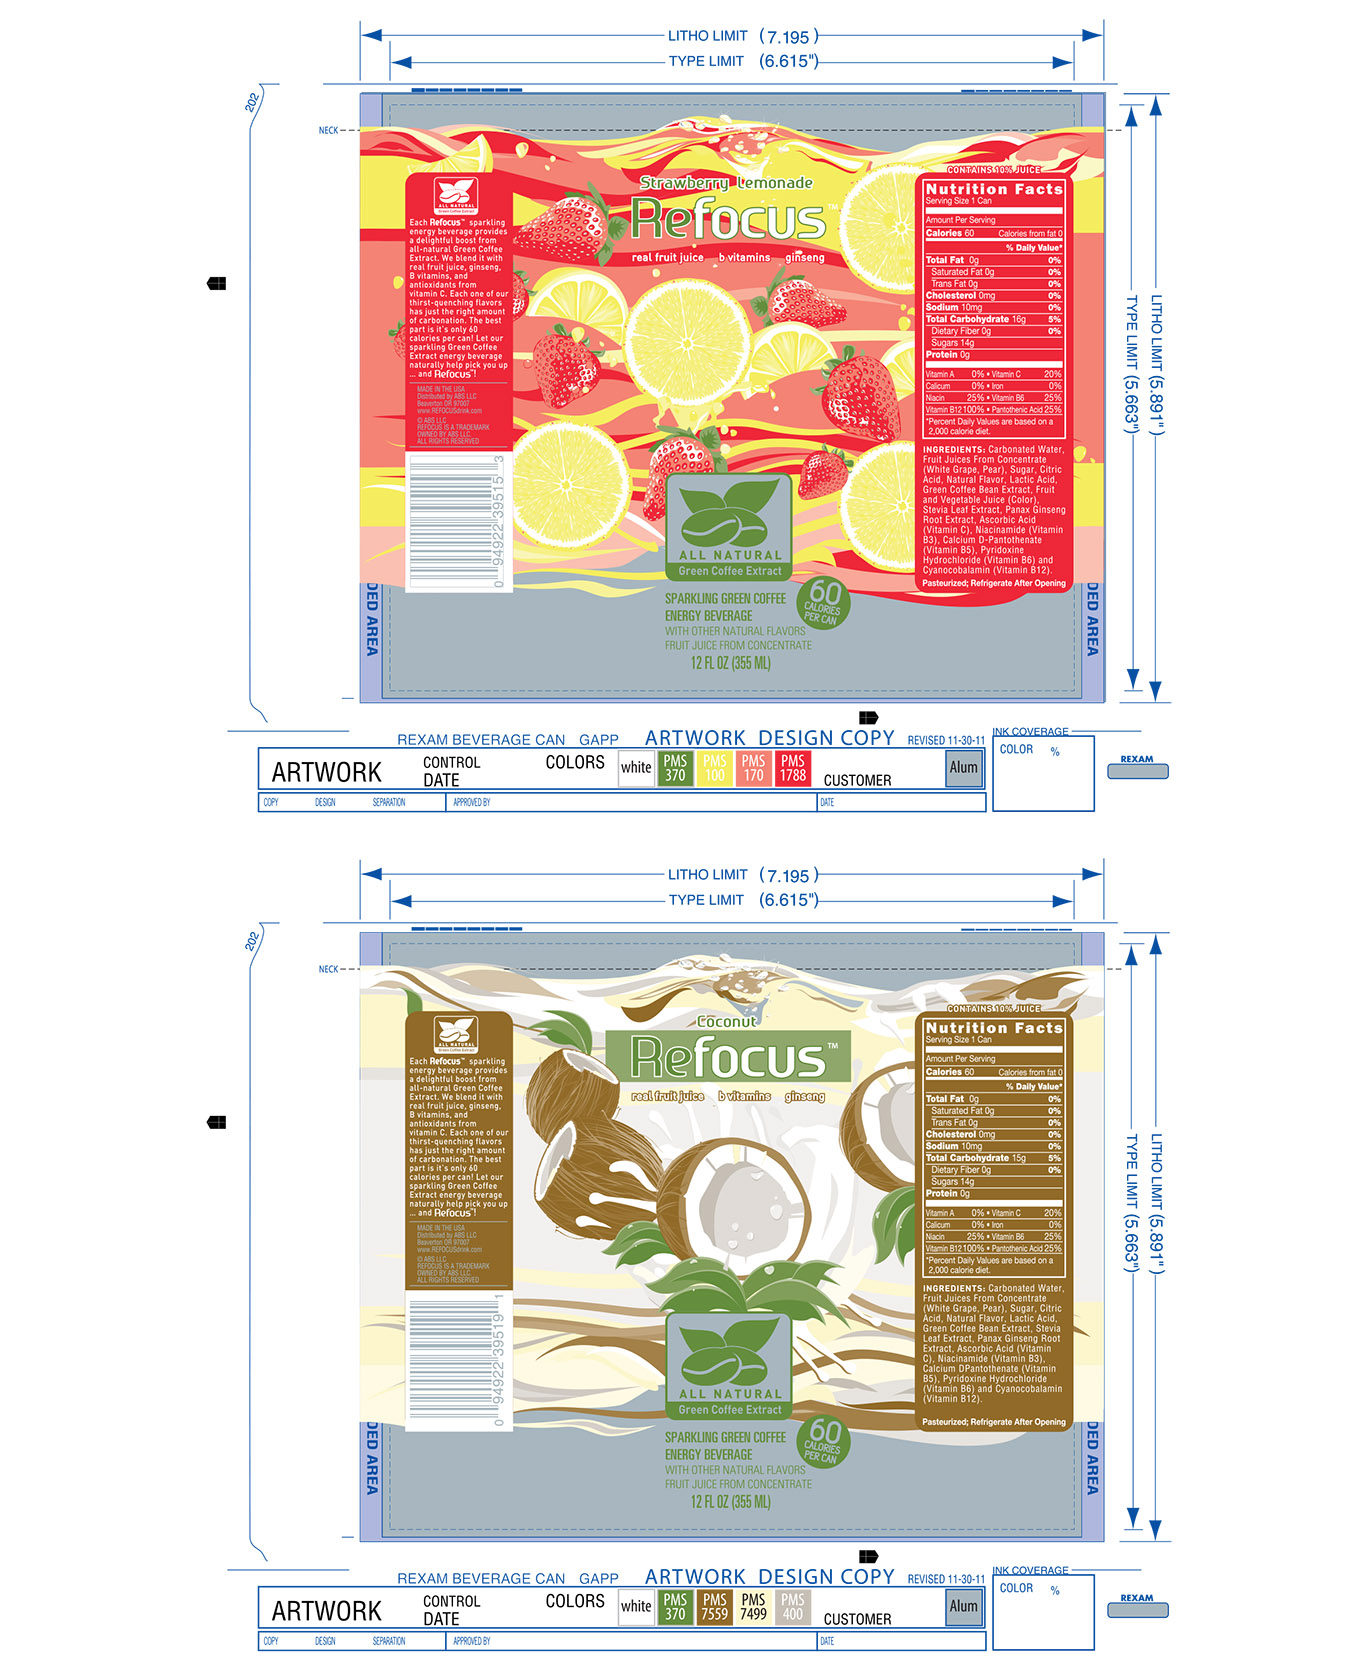 LITHO LIMIT (7.195)
TYPE LIMIT (6.615")
202
NECK
CONTAINS 10% JUICE
ALL NATURAL
Green Coffee Extract
Each Refocus™ sparkling
energy beverage provides
a delightful boost from
all-natural Green Coffee
Extract. We blend it with
real fruit juice, ginseng,
B vitamins, and
antioxidants from
vitamin C. Each one of our
thirst-quenching flavors
has just the right amount
of carbonation. The best
part is it's only 60
calories per can! Let our
sparkling Green Coffee
Extract energy beverage
naturally help pick you up
... and Refocus™!
MADE IN THE USA
Distributed by ABS LLC
Beaverton OR 97007
www.REFOCUSdrink.com
© ABS LLC
REFOCUS IS A TRADEMARK
OWNED BY ABS LLC
ALL RIGHTS RESERVED
0 94922 39515 3
Strawberry Lemonade
Refocus™
real fruit juice b vitamins ginseng
ALL NATURAL
Green Coffee Extract
SPARKLING GREEN COFFEE
ENERGY BEVERAGE
WITH OTHER NATURAL FLAVORS
FRUIT JUICE FROM CONCENTRATE
12 FL OZ (355 ML)
60
CALORIES
PER CAN
Nutrition Facts
Serving Size 1 Can
Amount Per Serving
Calories 60 Calories from fat 0
% Daily Value*
Total Fat 0g 0%
Saturated Fat 0g 0%
Trans Fat 0g 0%
Cholesterol 0mg 0%
Sodium 10mg 0%
Total Carbohydrate 16g 5%
Dietary Fiber 0g 0%
Sugars 14g
Protein 0g
Vitamin A 0% • Vitamin C 20%
Calicum 0% • Iron 0%
Niacin 25% • Vitamin B6 25%
Vitamin B12 100% • Pantothenic Acid 25%
*Percent Daily Values are based on a
2,000 calorie diet.
INGREDIENTS: Carbonated Water,
Fruit Juices From Concentrate
(White Grape, Pear), Sugar, Citric
Acid, Natural Flavor, Lactic Acid,
Green Coffee Bean Extract, Fruit
and Vegetable Juice (Color),
Stevia Leaf Extract, Panax Ginseng
Root Extract, Ascorbic Acid
(Vitamin C), Niacinamide (Vitamin
B3), Calcium D-Pantothenate
(Vitamin B5), Pyridoxine
Hydrochloride (Vitamin B6) and
Cyanocobalamin (Vitamin B12).
Pasteurized; Refrigerate After Opening
DED AREA
DED AREA
TYPE LIMIT (5.663")
LITHO LIMIT (5.891")
REXAM BEVERAGE CAN GAPP ARTWORK DESIGN COPY REVISED 11-30-11
INK COVERAGE
COLOR %
REXAM
ARTWORK
CONTROL
DATE
COLORS
white
PMS
370
PMS
100
PMS
170
PMS
1788
CUSTOMER
Alum
COPY DESIGN SEPARATION APPROVED BY DATE
LITHO LIMIT (7.195)
TYPE LIMIT (6.615")
202
NECK
CONTAINS 10% JUICE
ALL NATURAL
Green Coffee Extract
Each Refocus™ sparkling
energy beverage provides
a delightful boost from
all-natural Green Coffee
Extract. We blend it with
real fruit juice, ginseng,
B vitamins, and
antioxidants from
vitamin C. Each one of our
thirst-quenching flavors
has just the right amount
of carbonation. The best
part is it's only 60
calories per can! Let our
sparkling Green Coffee
Extract energy beverage
naturally help pick you up
... and Refocus™!
MADE IN THE USA
Distributed by ABS LLC
Beaverton OR 97007
www.REFOCUSdrink.com
© ABS LLC
REFOCUS IS A TRADEMARK
OWNED BY ABS LLC
ALL RIGHTS RESERVED
0 94922 39519 1
Coconut
Refocus™
real fruit juice b vitamins ginseng
ALL NATURAL
Green Coffee Extract
SPARKLING GREEN COFFEE
ENERGY BEVERAGE
WITH OTHER NATURAL FLAVORS
FRUIT JUICE FROM CONCENTRATE
12 FL OZ (355 ML)
60
CALORIES
PER CAN
Nutrition Facts
Serving Size 1 Can
Amount Per Serving
Calories 60 Calories from fat 0
% Daily Value*
Total Fat 0g 0%
Saturated Fat 0g 0%
Trans Fat 0g 0%
Cholesterol 0mg 0%
Sodium 10mg 0%
Total Carbohydrate 15g 5%
Dietary Fiber 0g 0%
Sugars 14g
Protein 0g
Vitamin A 0% • Vitamin C 20%
Calicum 0% • Iron 0%
Niacin 25% • Vitamin B6 25%
Vitamin B12 100% • Pantothenic Acid 25%
*Percent Daily Values are based on a
2,000 calorie diet.
INGREDIENTS: Carbonated Water,
Fruit Juices From Concentrate
(White Grape, Pear), Sugar, Citric
Acid, Natural Flavor, Lactic Acid,
Green Coffee Bean Extract, Stevia
Leaf Extract, Panax Ginseng Root
Extract, Ascorbic Acid (Vitamin
C), Niacinamide (Vitamin B3),
Calcium DPantothenate (Vitamin
B5), Pyridoxine Hydrochloride
(Vitamin B6) and Cyanocobalamin
(Vitamin B12).
Pasteurized; Refrigerate After Opening
DED AREA
DED AREA
TYPE LIMIT (5.663")
LITHO LIMIT (5.891")
REXAM BEVERAGE CAN GAPP ARTWORK DESIGN COPY REVISED 11-30-11
INK COVERAGE
COLOR %
REXAM
ARTWORK
CONTROL
DATE
COLORS
white
PMS
370
PMS
7559
PMS
7499
PMS
400
CUSTOMER
Alum
COPY DESIGN SEPARATION APPROVED BY DATE